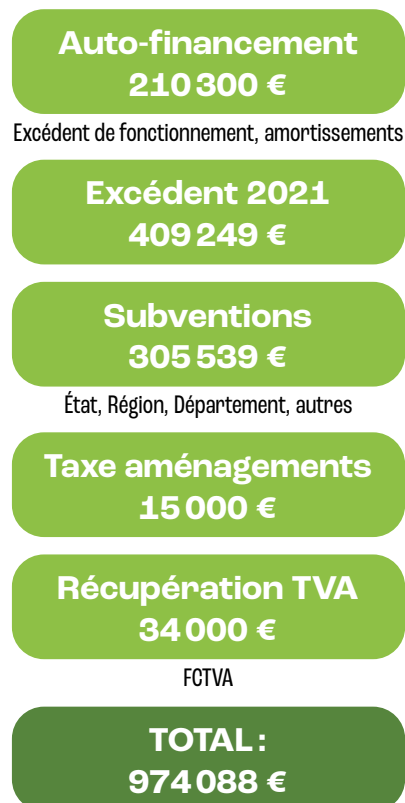 Auto-financement
210 300 €
Excédent de fonctionnement, amortissements
Excédent 2021
409 249 €
Subventions
305 539 €
État, Région, Département, autres
Taxe aménagements
15 000 €
Récupération TVA
34 000 €
FCTVA
TOTAL :
974 088 €